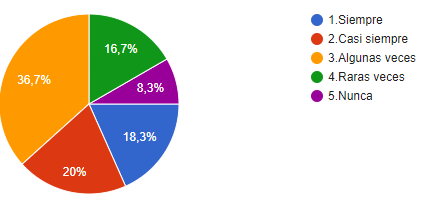 16,7%
36,7%
8,3%
18,3%
20%
1.Siempre
2.Casi siempre
3.Algunas veces
4.Raras veces
5.Nunca